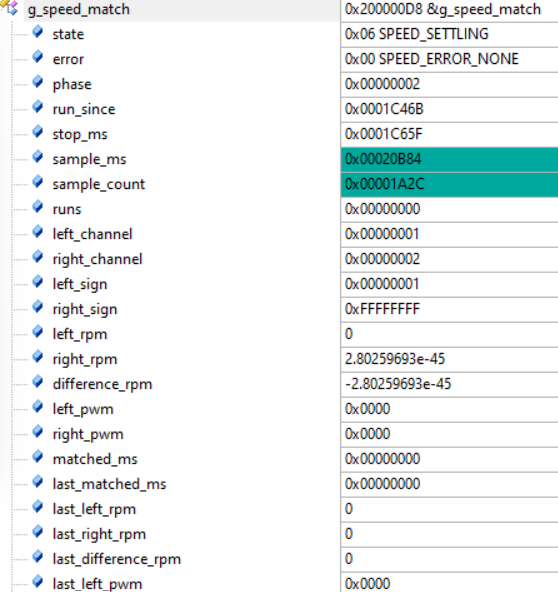 g_speed_match 0x200000D8 &g_speed_match
state 0x06 SPEED_SETTLING
error 0x00 SPEED_ERROR_NONE
phase 0x00000002
run_since 0x0001C46B
stop_ms 0x0001C65F
sample_ms 0x00020B84
sample_count 0x00001A2C
runs 0x00000000
left_channel 0x00000001
right_channel 0x00000002
left_sign 0x00000001
right_sign 0xFFFFFFFF
left_rpm 0
right_rpm 2.80259693e-45
difference_rpm -2.80259693e-45
left_pwm 0x0000
right_pwm 0x0000
matched_ms 0x00000000
last_matched_ms 0x00000000
last_left_rpm 0
last_right_rpm 0
last_difference_rpm 0
last_left_pwm 0x0000